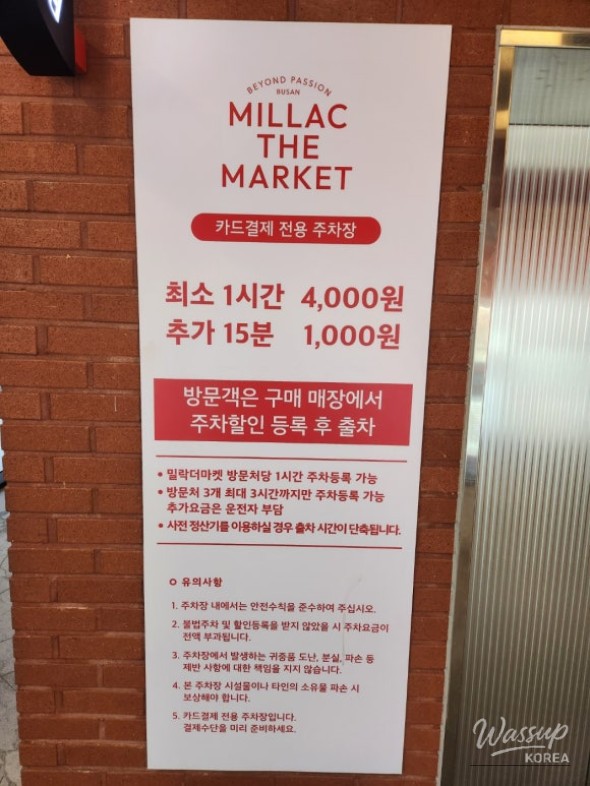 BEYOND PASSION
BUSAN
MILLAC
THE
MARKET
카드결제 전용 주차장
최소 1시간 4,000원
추가 15분 1,000원
방문객은 구매 매장에서
주차할인 등록 후 출차
• 밀락더마켓 방문처당 1시간 주차등록 가능
• 방문처 3개 최대 3시간까지만 주차등록 가능
추가요금은 운전자 부담
• 사전 정산기를 이용하실 경우 출차 시간이 단축됩니다.
유의사항
1. 주차장 내에서는 안전수칙을 준수하여 주십시오.
2. 불법주차 및 할인등록을 받지 않았을 시 주차요금이
전액 부과됩니다.
3. 주차장에서 발생하는 귀중품 도난, 분실, 파손 등
제반 사항에 대한 책임을 지지 않습니다.
4. 본 주차장 시설물이나 타인의 소유물 파손 시
보상해야 합니다.
5. 카드결제 전용 주차장입니다.
결제수단을 미리 준비하세요.
Wassup
KOREA